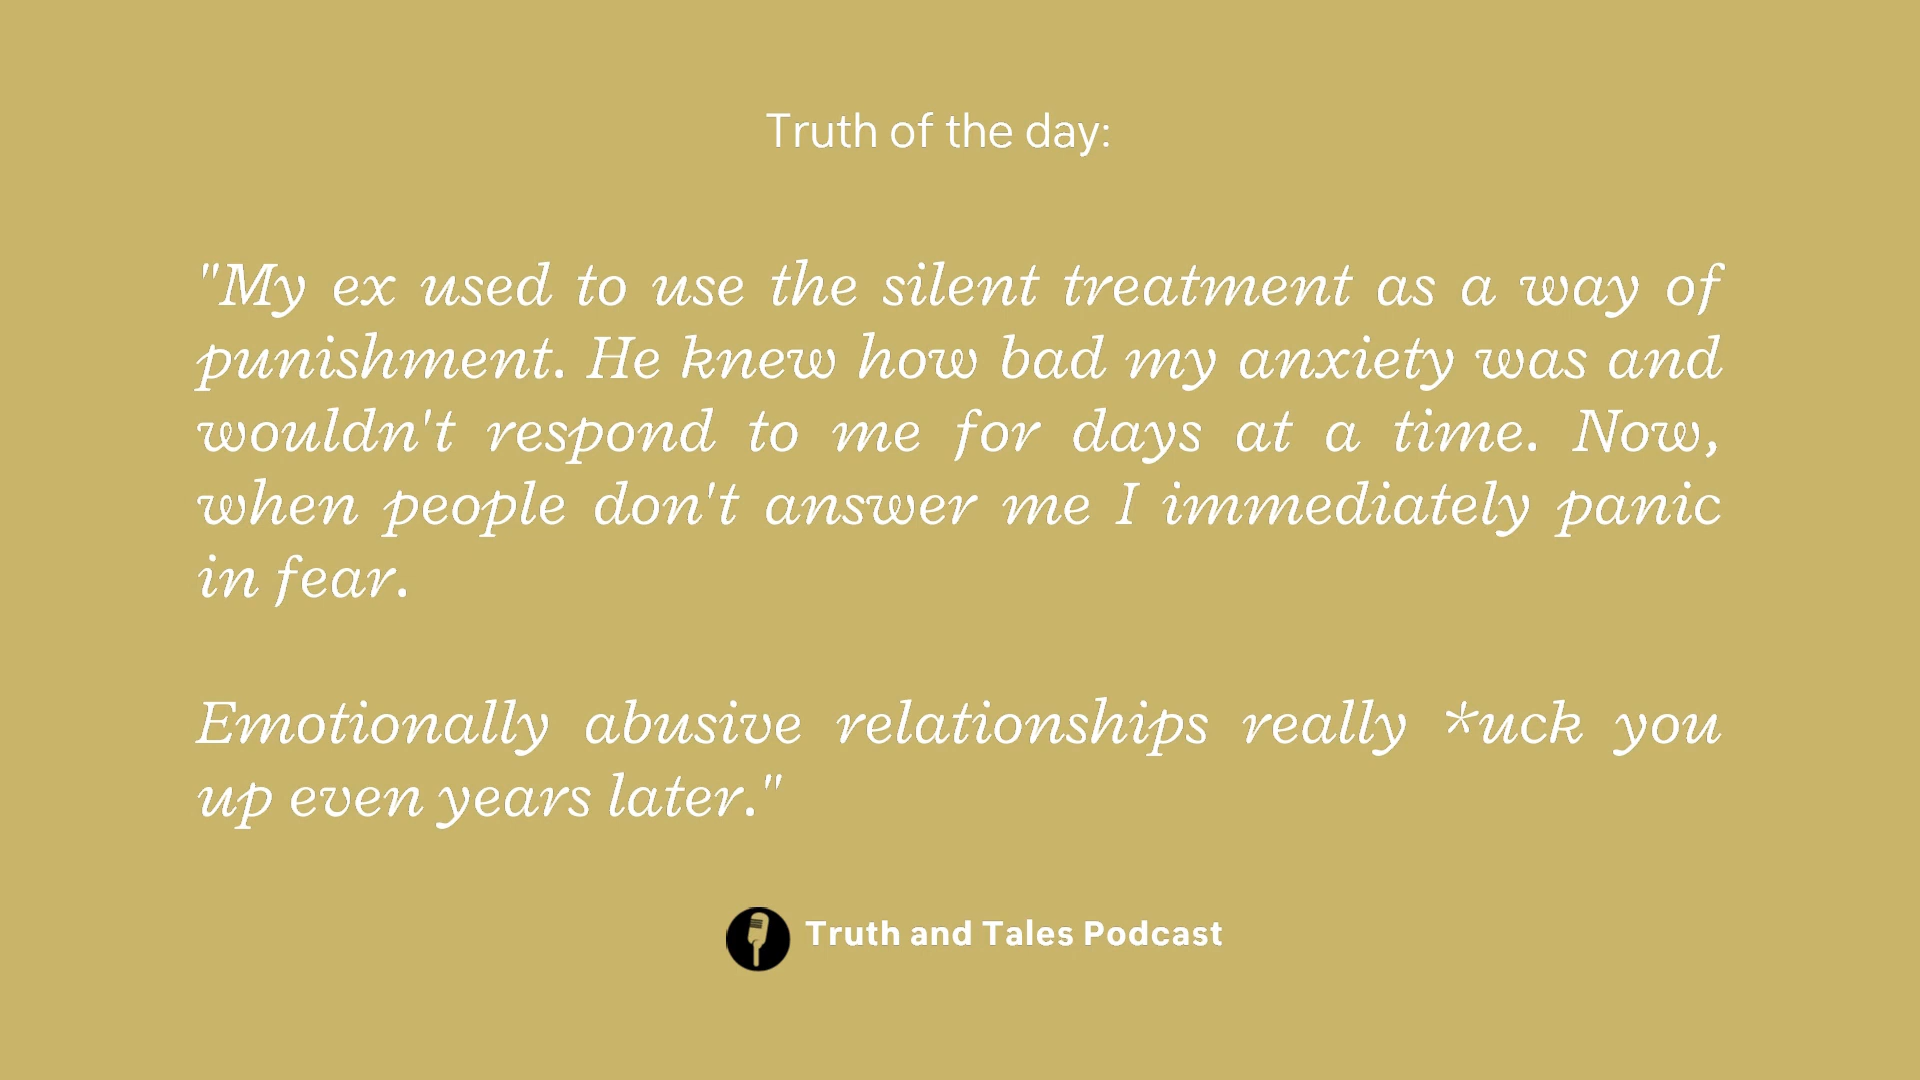 Truth of the day:
"My ex used to use the silent treatment as a way of
punishment. He knew how bad my anxiety was and
wouldn't respond to me for days at a time. Now,
when people don't answer me I immediately panic
in fear.
Emotionally abusive relationships really *uck you
up even years later."
Truth and Tales Podcast